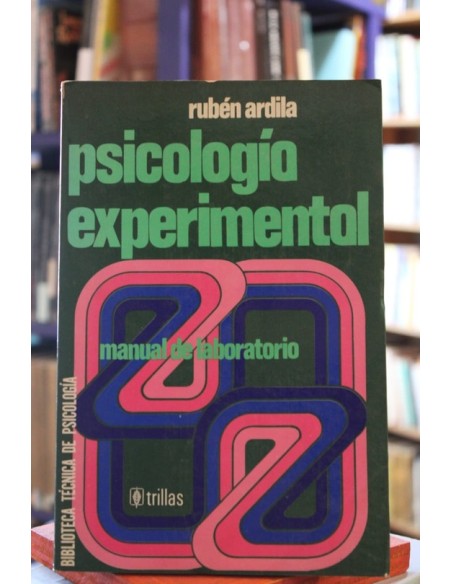 rubén ardila
psicología
experimental
manual de laboratorio
BIBLIOTECA TÉCNICA DE PSICOLOGÍA
trillas